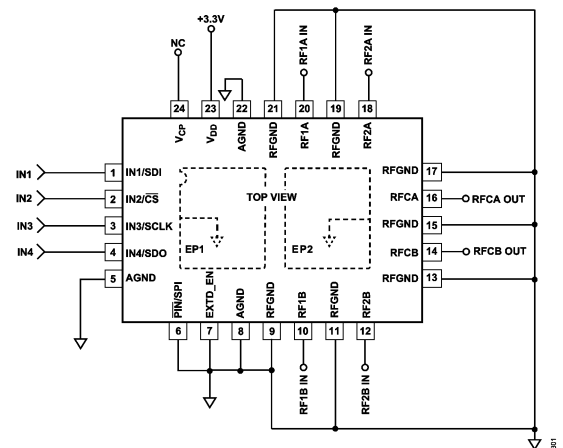 +3.3V
NC
RF1A IN
RF2A IN
24
23
22
21
20
19
18
VCP
VDD
AGND
RFGND
RF1A
RFGND
RF2A
IN1
1
IN1/SDI
IN2
2
IN2/CS
IN3
3
IN3/SCLK
IN4
4
IN4/SDO
5
AGND
TOP VIEW
EP1
EP2
RFGND
17
RFCA
16
RFCA OUT
RFGND
15
RFCB
14
RFCB OUT
RFGND
13
PIN/SPI
EXTD_EN
AGND
RFGND
RF1B
RFGND
RF2B
6
7
8
9
10
11
12
RF1B IN
RF2B IN